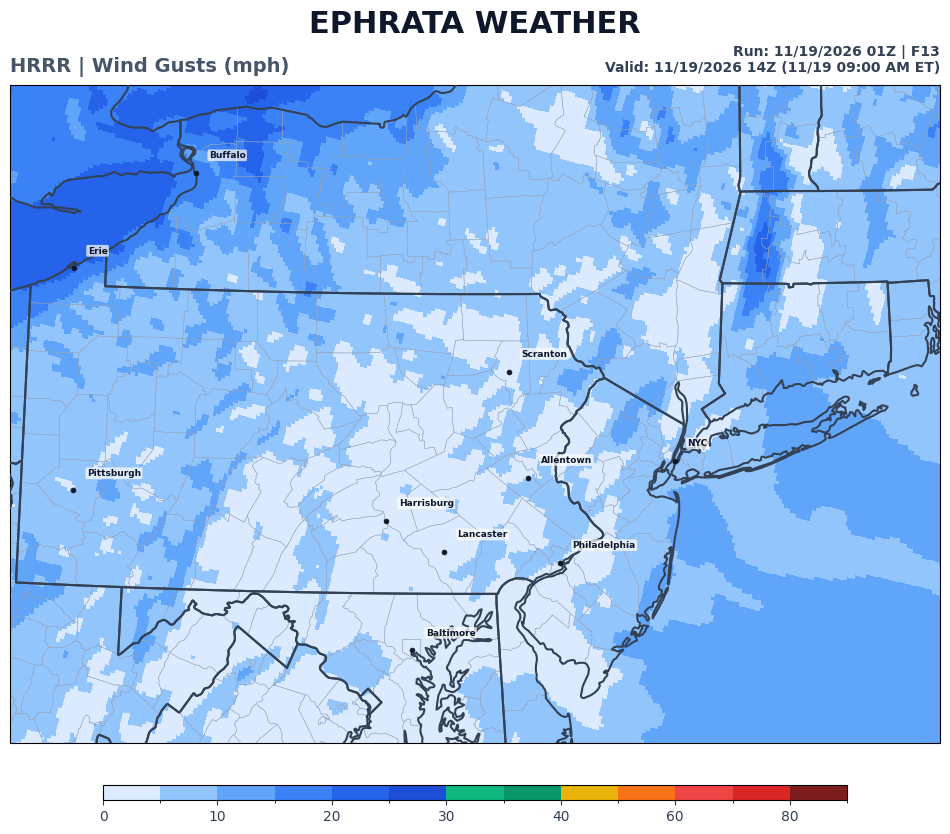 EPHRATA WEATHER
HRRR | Wind Gusts (mph)
Run: 11/19/2026 01Z | F13
Valid: 11/19/2026 14Z (11/19 09:00 AM ET)
Buffalo
Erie
Scranton
NYC
Allentown
Pittsburgh
Harrisburg
Lancaster
Philadelphia
Baltimore
0 10 20 30 40 50 60 70 80